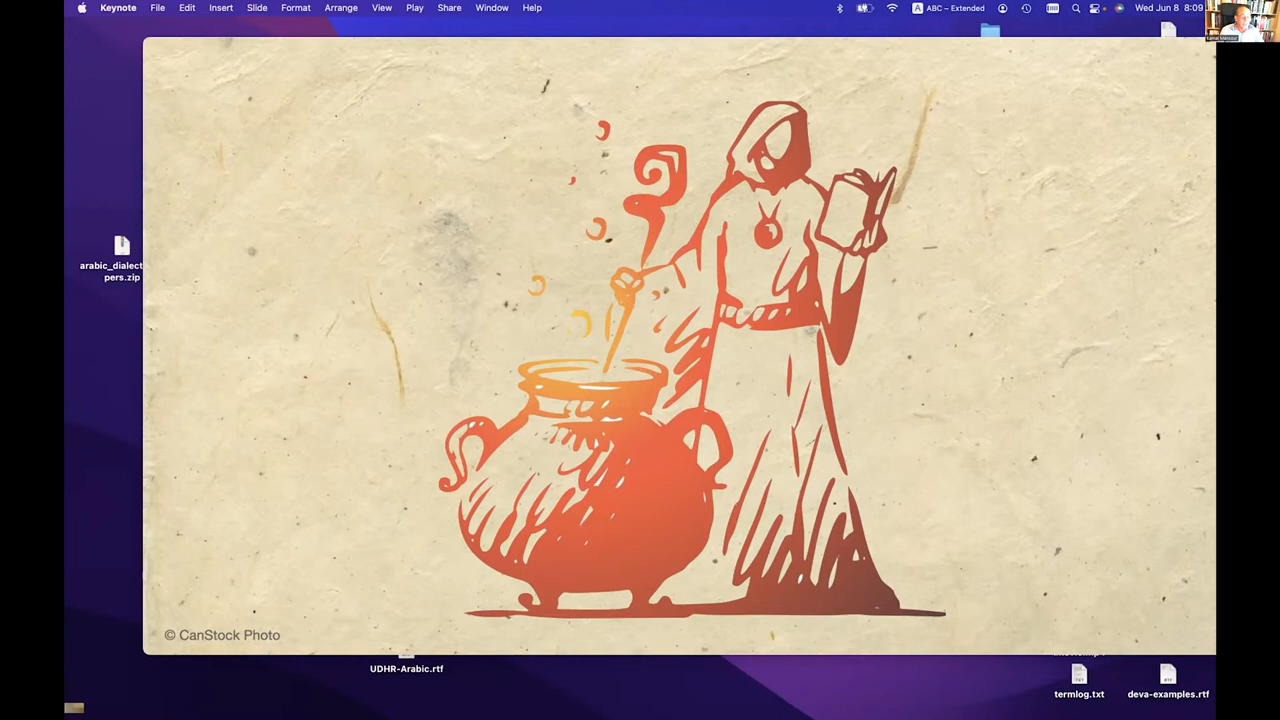 Keynote File Edit Insert Slide Format Arrange View Play Share Window Help A ABC – Extended Wed Jun 8 8:09
arabic_dialect
pers.zip
© CanStock Photo
UDHR-Arabic.rtf
termlog.txt
deva-examples.rtf